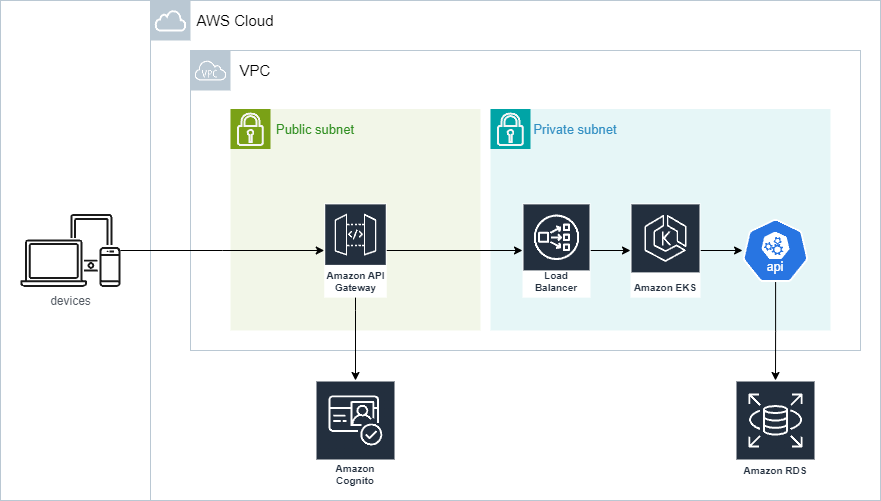 AWS Cloud
VPC
VPC
Public subnet
Private subnet
devices
Amazon API
Gateway
Load
Balancer
Amazon EKS
K
api
</>
Amazon
Cognito
Amazon RDS